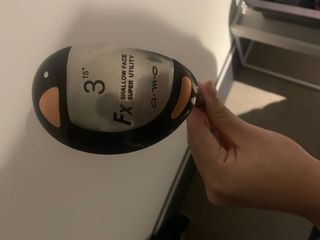 15°
3
FX
SHALLOW FACE
SUPER UTILITY